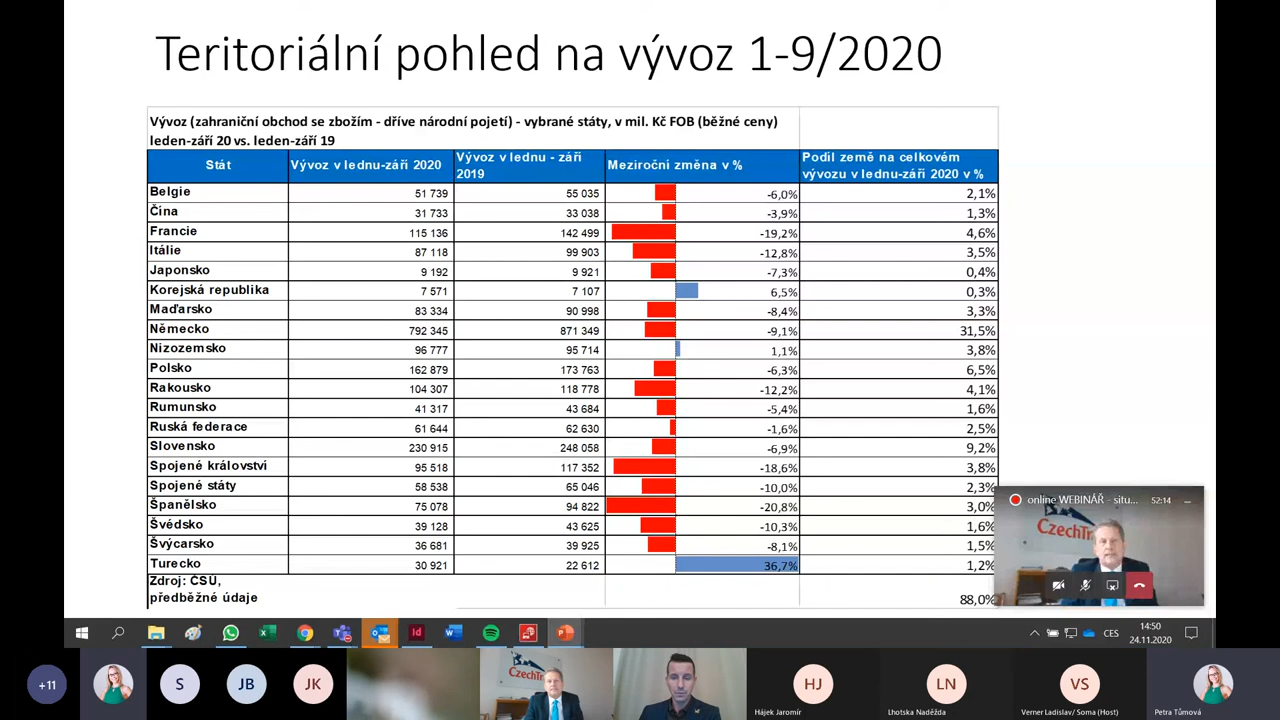 Teritoriální pohled na vývoz 1-9/2020
Vývoz (zahraniční obchod se zbožím - dříve národní pojetí) - vybrané státy, v mil. Kč FOB (běžné ceny)
leden-září 20 vs. leden-září 19
Stát Vývoz v lednu-září 2020 Vývoz v lednu - září 2019 Meziroční změna v % Podíl země na celkovém vývozu v lednu-září 2020 v %
Belgie 51 739 55 035 -6,0% 2,1%
Čína 31 733 33 038 -3,9% 1,3%
Francie 115 136 142 499 -19,2% 4,6%
Itálie 87 118 99 903 -12,8% 3,5%
Japonsko 9 192 9 921 -7,3% 0,4%
Korejská republika 7 571 7 107 6,5% 0,3%
Maďarsko 83 334 90 998 -8,4% 3,3%
Německo 792 345 871 349 -9,1% 31,5%
Nizozemsko 96 777 95 714 1,1% 3,8%
Polsko 162 879 173 763 -6,3% 6,5%
Rakousko 104 307 118 778 -12,2% 4,1%
Rumunsko 41 317 43 684 -5,4% 1,6%
Ruská federace 61 644 62 630 -1,6% 2,5%
Slovensko 230 915 248 058 -6,9% 9,2%
Spojené království 95 518 117 352 -18,6% 3,8%
Spojené státy 58 538 65 046 -10,0% 2,3%
Španělsko 75 078 94 822 -20,8% 3,0%
Švédsko 39 128 43 625 -10,3% 1,6%
Švýcarsko 36 681 39 925 -8,1% 1,5%
Turecko 30 921 22 612 36,7% 1,2%
Zdroj: ČSÚ,
předběžné údaje 88,0%
online WEBINÁŘ - situ... 52:14
CzechTr
CES
14:50
24.11.2020
+11 S JB JK CzechTra HJ LN VS
Hájek Jaromír Lhotska Naděžda Verner Ladislav/ Soma (Host) Petra Tůmová